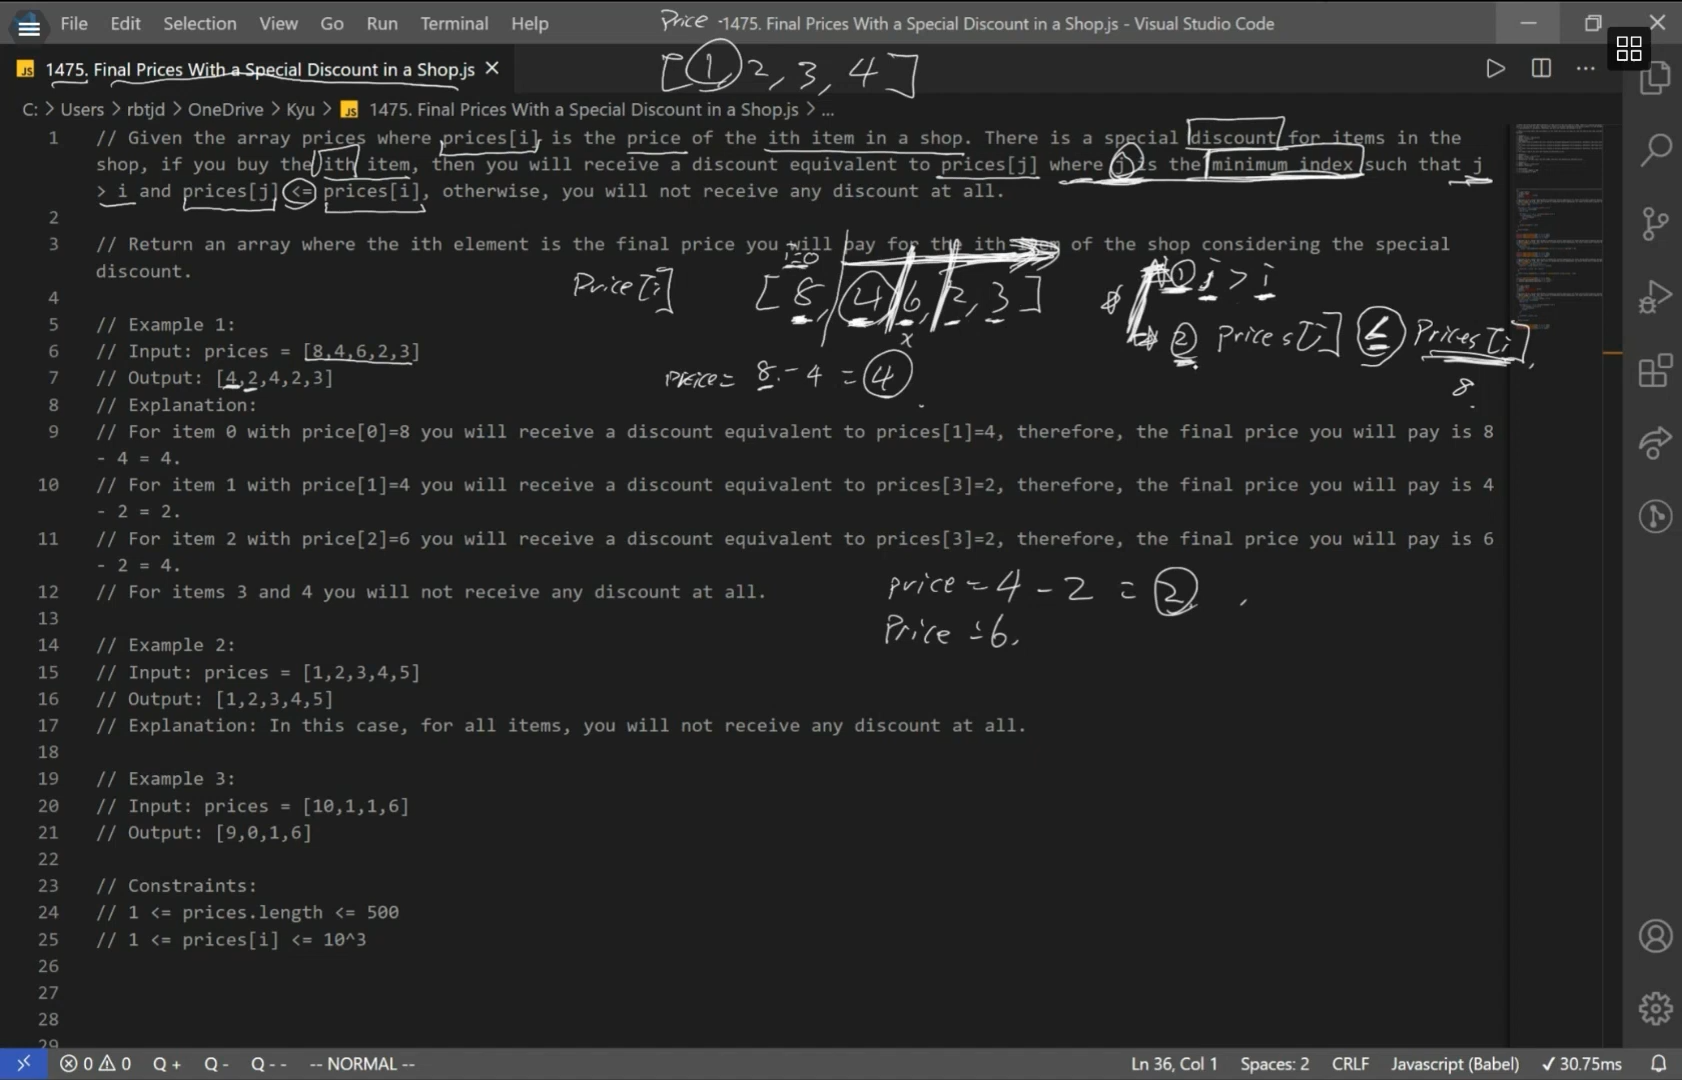 File Edit Selection View Go Run Terminal Help Price -1475. Final Prices With a Special Discount in a Shop.js - Visual Studio Code
JS 1475. Final Prices With a Special Discount in a Shop.js
[1 2, 3, 4]
C: > Users > rbtjd > OneDrive > Kyu > JS 1475. Final Prices With a Special Discount in a Shop.js > ...
1 // Given the array prices where prices[i] is the price of the ith item in a shop. There is a special discount for items in the
shop, if you buy the ith item, then you will receive a discount equivalent to prices[j] where j is the minimum index such that j
> i and prices[j] <= prices[i], otherwise, you will not receive any discount at all.
2
3 // Return an array where the ith element is the final price you will pay for the ith of the shop considering the special
discount.
i=0
Price[i] [8, 4 6, 2, 3] ① j > i
4
5 // Example 1:
x ② Prices[j] ≤ Prices[i],
6 // Input: prices = [8,4,6,2,3]
7 // Output: [4,2,4,2,3]
price = 8 - 4 = 4 8
8 // Explanation:
9 // For item 0 with price[0]=8 you will receive a discount equivalent to prices[1]=4, therefore, the final price you will pay is 8
- 4 = 4.
10 // For item 1 with price[1]=4 you will receive a discount equivalent to prices[3]=2, therefore, the final price you will pay is 4
- 2 = 2.
11 // For item 2 with price[2]=6 you will receive a discount equivalent to prices[3]=2, therefore, the final price you will pay is 6
- 2 = 4.
12 // For items 3 and 4 you will not receive any discount at all.
price = 4 - 2 = 2
13
Price = 6.
14 // Example 2:
15 // Input: prices = [1,2,3,4,5]
16 // Output: [1,2,3,4,5]
17 // Explanation: In this case, for all items, you will not receive any discount at all.
18
19 // Example 3:
20 // Input: prices = [10,1,1,6]
21 // Output: [9,0,1,6]
22
23 // Constraints:
24 // 1 <= prices.length <= 500
25 // 1 <= prices[i] <= 10^3
26
27
28
29
0 0 Q + Q - Q - - -- NORMAL -- Ln 36, Col 1 Spaces: 2 CRLF Javascript (Babel) ✓ 30.75ms